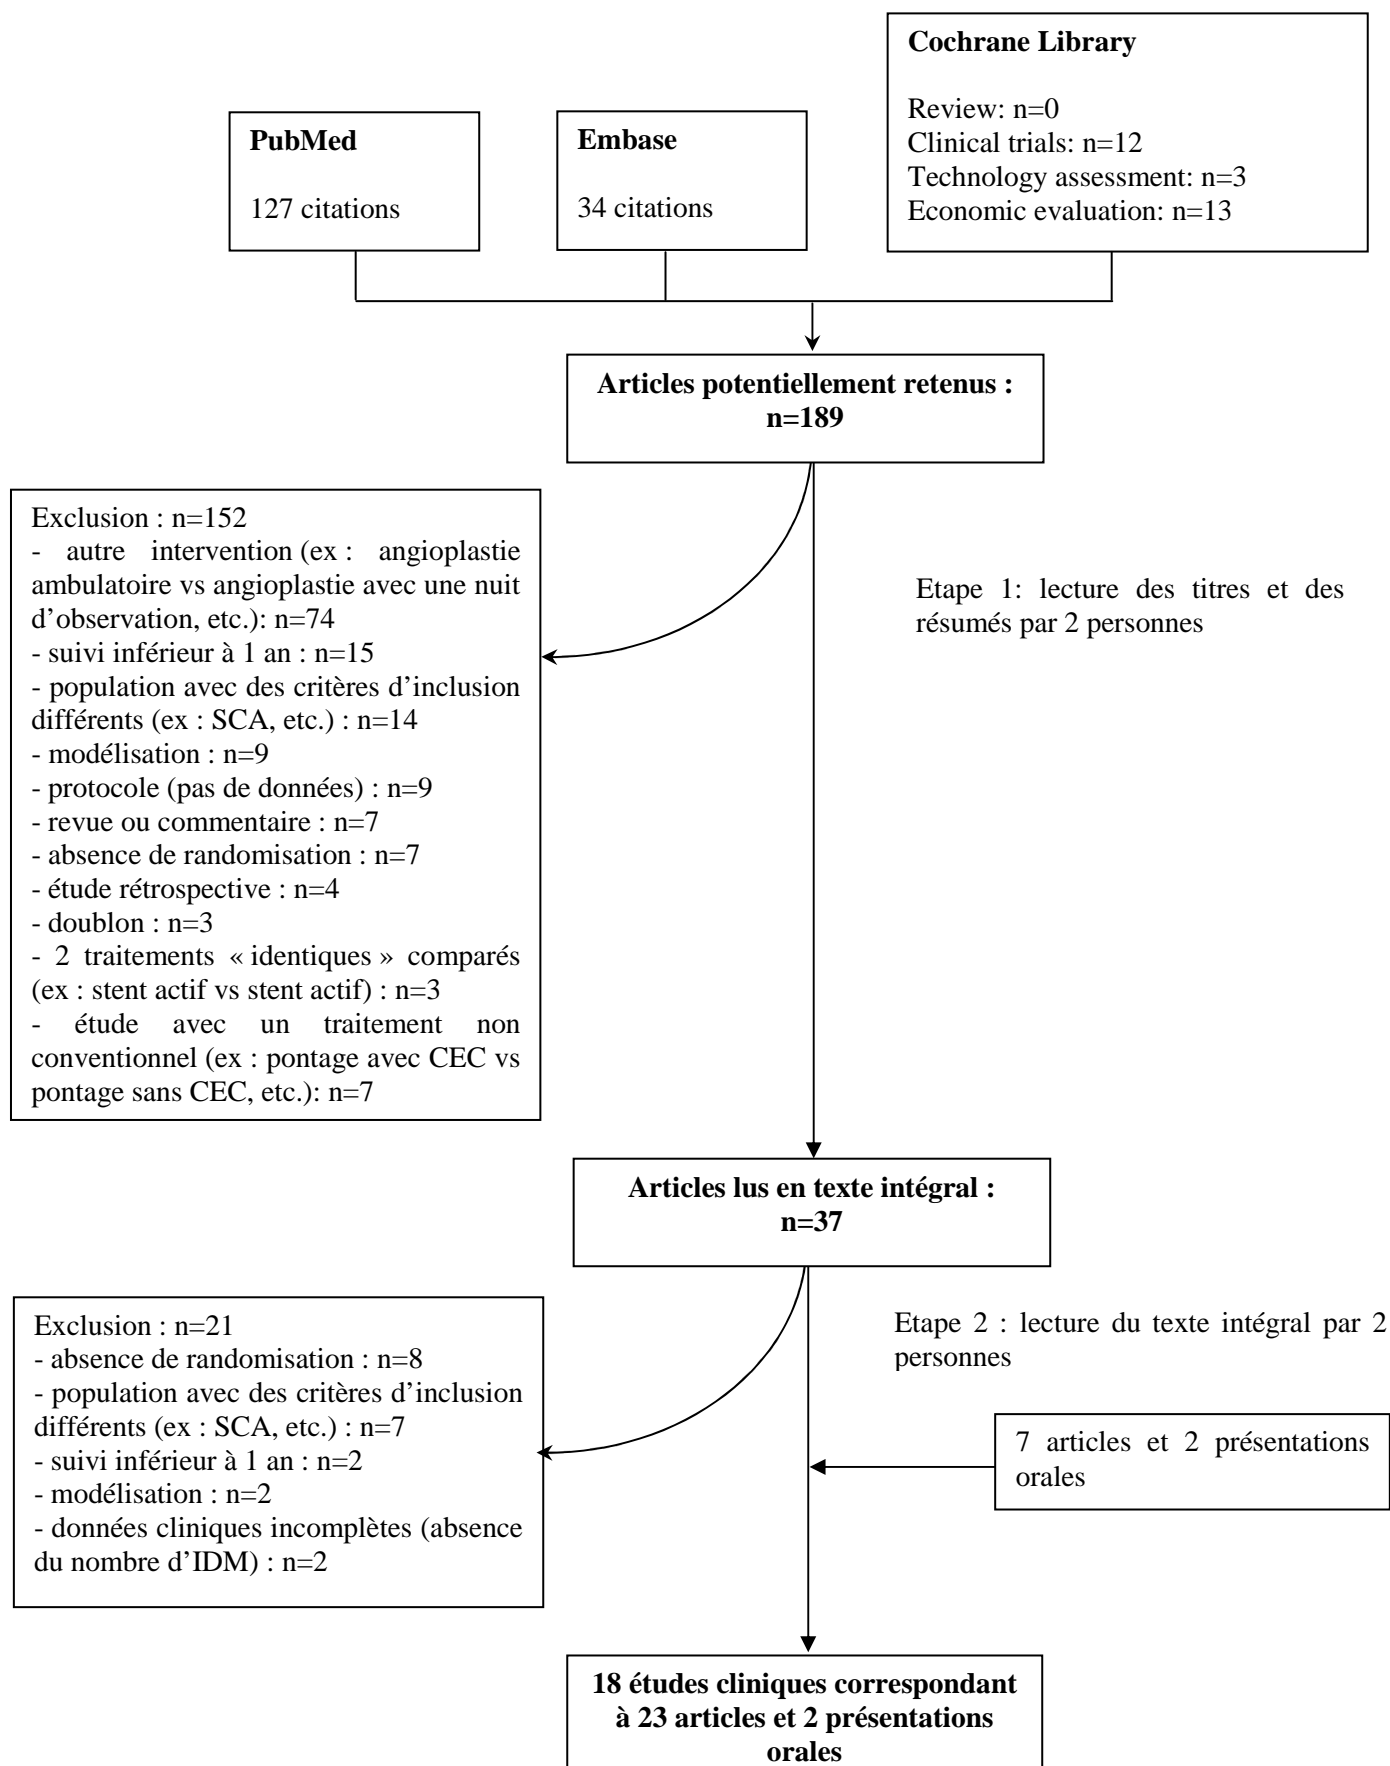 PubMed
127 citations
Embase
34 citations
Cochrane Library
Review: n=0
Clinical trials: n=12
Technology assessment: n=3
Economic evaluation: n=13
Articles potentiellement retenus :
n=189
Exclusion : n=152
- autre intervention (ex : angioplastie
ambulatoire vs angioplastie avec une nuit
d’observation, etc.): n=74
- suivi inférieur à 1 an : n=15
- population avec des critères d’inclusion
différents (ex : SCA, etc.) : n=14
- modélisation : n=9
- protocole (pas de données) : n=9
- revue ou commentaire : n=7
- absence de randomisation : n=7
- étude rétrospective : n=4
- doublon : n=3
- 2 traitements « identiques » comparés
(ex : stent actif vs stent actif) : n=3
- étude avec un traitement non
conventionnel (ex : pontage avec CEC vs
pontage sans CEC, etc.): n=7
Etape 1: lecture des titres et des
résumés par 2 personnes
Articles lus en texte intégral :
n=37
Exclusion : n=21
- absence de randomisation : n=8
- population avec des critères d’inclusion
différents (ex : SCA, etc.) : n=7
- suivi inférieur à 1 an : n=2
- modélisation : n=2
- données cliniques incomplètes (absence
du nombre d’IDM) : n=2
Etape 2 : lecture du texte intégral par 2
personnes
7 articles et 2 présentations
orales
18 études cliniques correspondant
à 23 articles et 2 présentations
orales